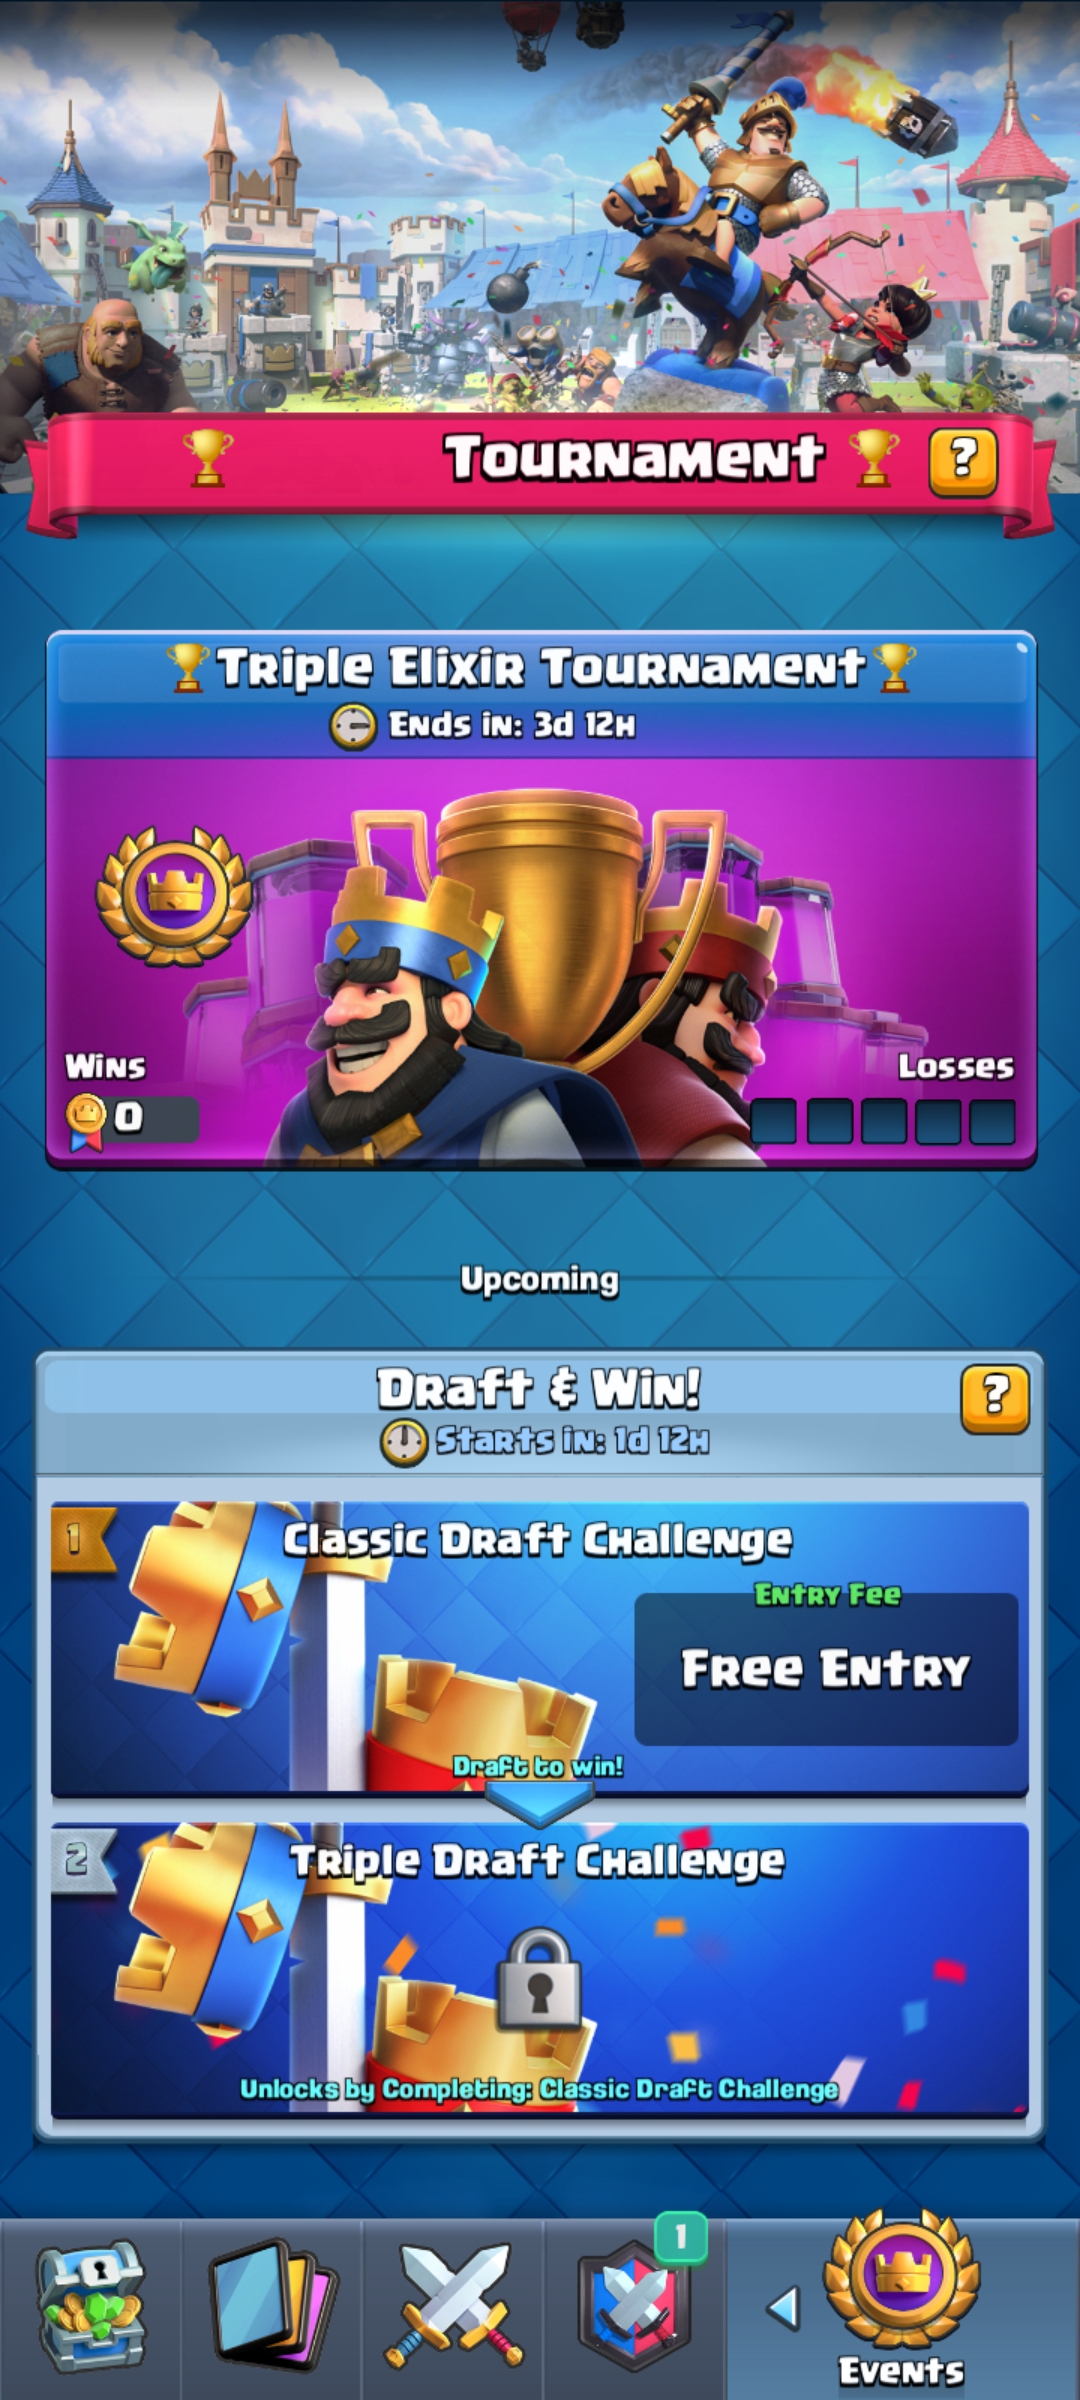 Tournament
?
Triple Elixir Tournament
Ends in: 3d 12h
Wins
Losses
0
Upcoming
Draft & Win!
?
Starts in: 1d 12h
1
Classic Draft Challenge
Entry Fee
Free Entry
Draft to win!
2
Triple Draft Challenge
Unlocks by Completing: Classic Draft Challenge
1
Events